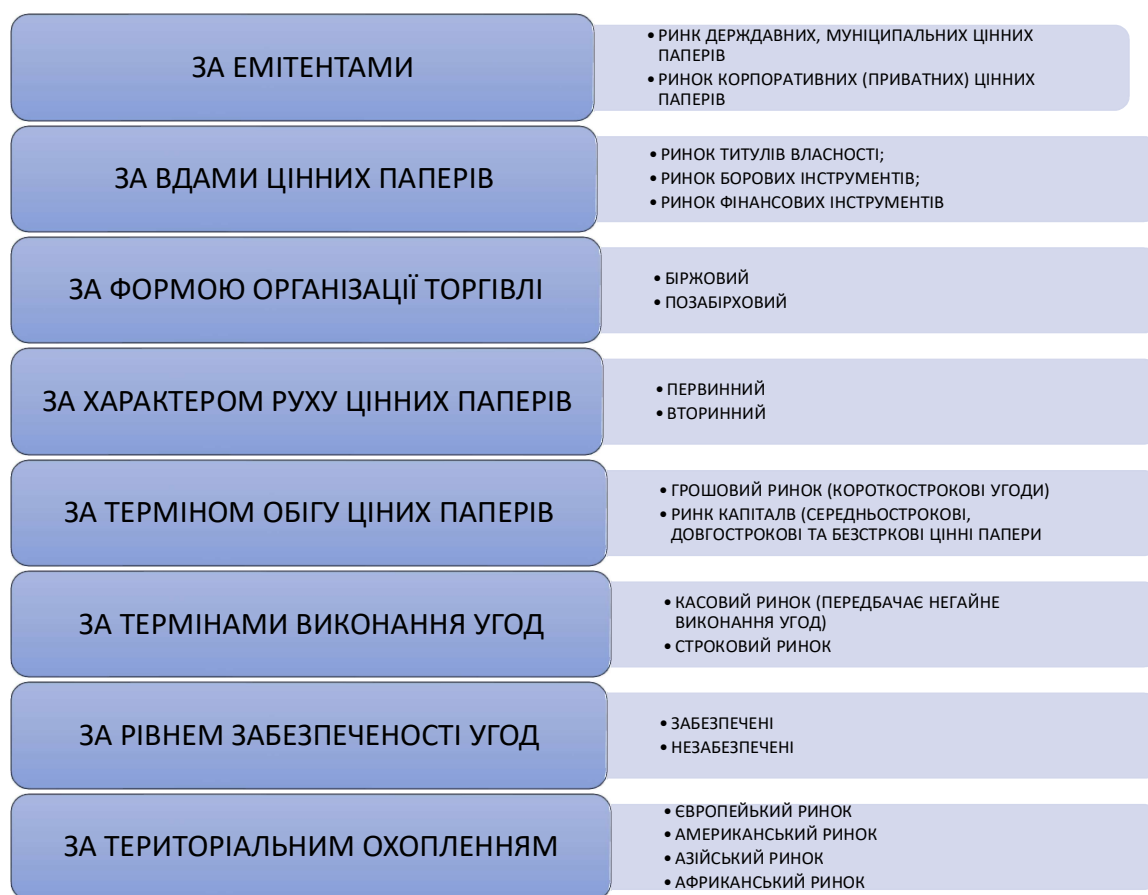 ЗА ЕМІТЕНТАМИ
• РИНК ДЕРЖДАВНИХ, МУНІЦИПАЛЬНИХ ЦІННИХ
ПАПЕРІВ
• РИНОК КОРПОРАТИВНИХ (ПРИВАТНИХ) ЦІННИХ
ПАПЕРІВ
ЗА ВДАМИ ЦІННИХ ПАПЕРІВ
• РИНОК ТИТУЛІВ ВЛАСНОСТІ;
• РИНОК БОРОВИХ ІНСТРУМЕНТІВ;
• РИНОК ФІНАНСОВИХ ІНСТРУМЕНТІВ
ЗА ФОРМОЮ ОРГАНІЗАЦІЇ ТОРГІВЛІ
• БІРЖОВИЙ
• ПОЗАБІРХОВИЙ
ЗА ХАРАКТЕРОМ РУХУ ЦІННИХ ПАПЕРІВ
• ПЕРВИННИЙ
• ВТОРИННИЙ
ЗА ТЕРМІНОМ ОБІГУ ЦІНИХ ПАПЕРІВ
• ГРОШОВИЙ РИНОК (КОРОТКОСТРОКОВІ УГОДИ)
• РИНК КАПІТАЛВ (СЕРЕДНЬОСТРОКОВІ,
ДОВГОСТРОКОВІ ТА БЕЗСТРКОВІ ЦІННІ ПАПЕРИ
ЗА ТЕРМІНАМИ ВИКОНАННЯ УГОД
• КАСОВИЙ РИНОК (ПЕРЕДБАЧАЄ НЕГАЙНЕ
ВИКОНАННЯ УГОД)
• СТРОКОВИЙ РИНОК
ЗА РІВНЕМ ЗАБЕЗПЕЧЕНОСТІ УГОД
• ЗАБЕЗПЕЧЕНІ
• НЕЗАБЕЗПЕЧЕНІ
ЗА ТЕРИТОРІАЛЬНИМ ОХОПЛЕННЯМ
• ЄВРОПЕЙЬКИЙ РИНОК
• АМЕРИКАНСЬКИЙ РИНОК
• АЗІЙСЬКИЙ РИНОК
• АФРИКАНСЬКИЙ РИНОК